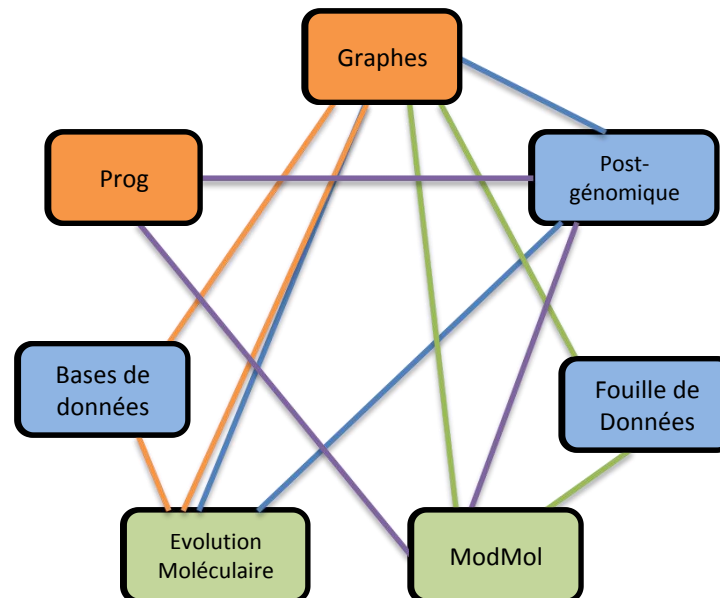 Graphes
Prog
Post-
génomique
Bases de
données
Fouille de
Données
Evolution
Moléculaire
ModMol